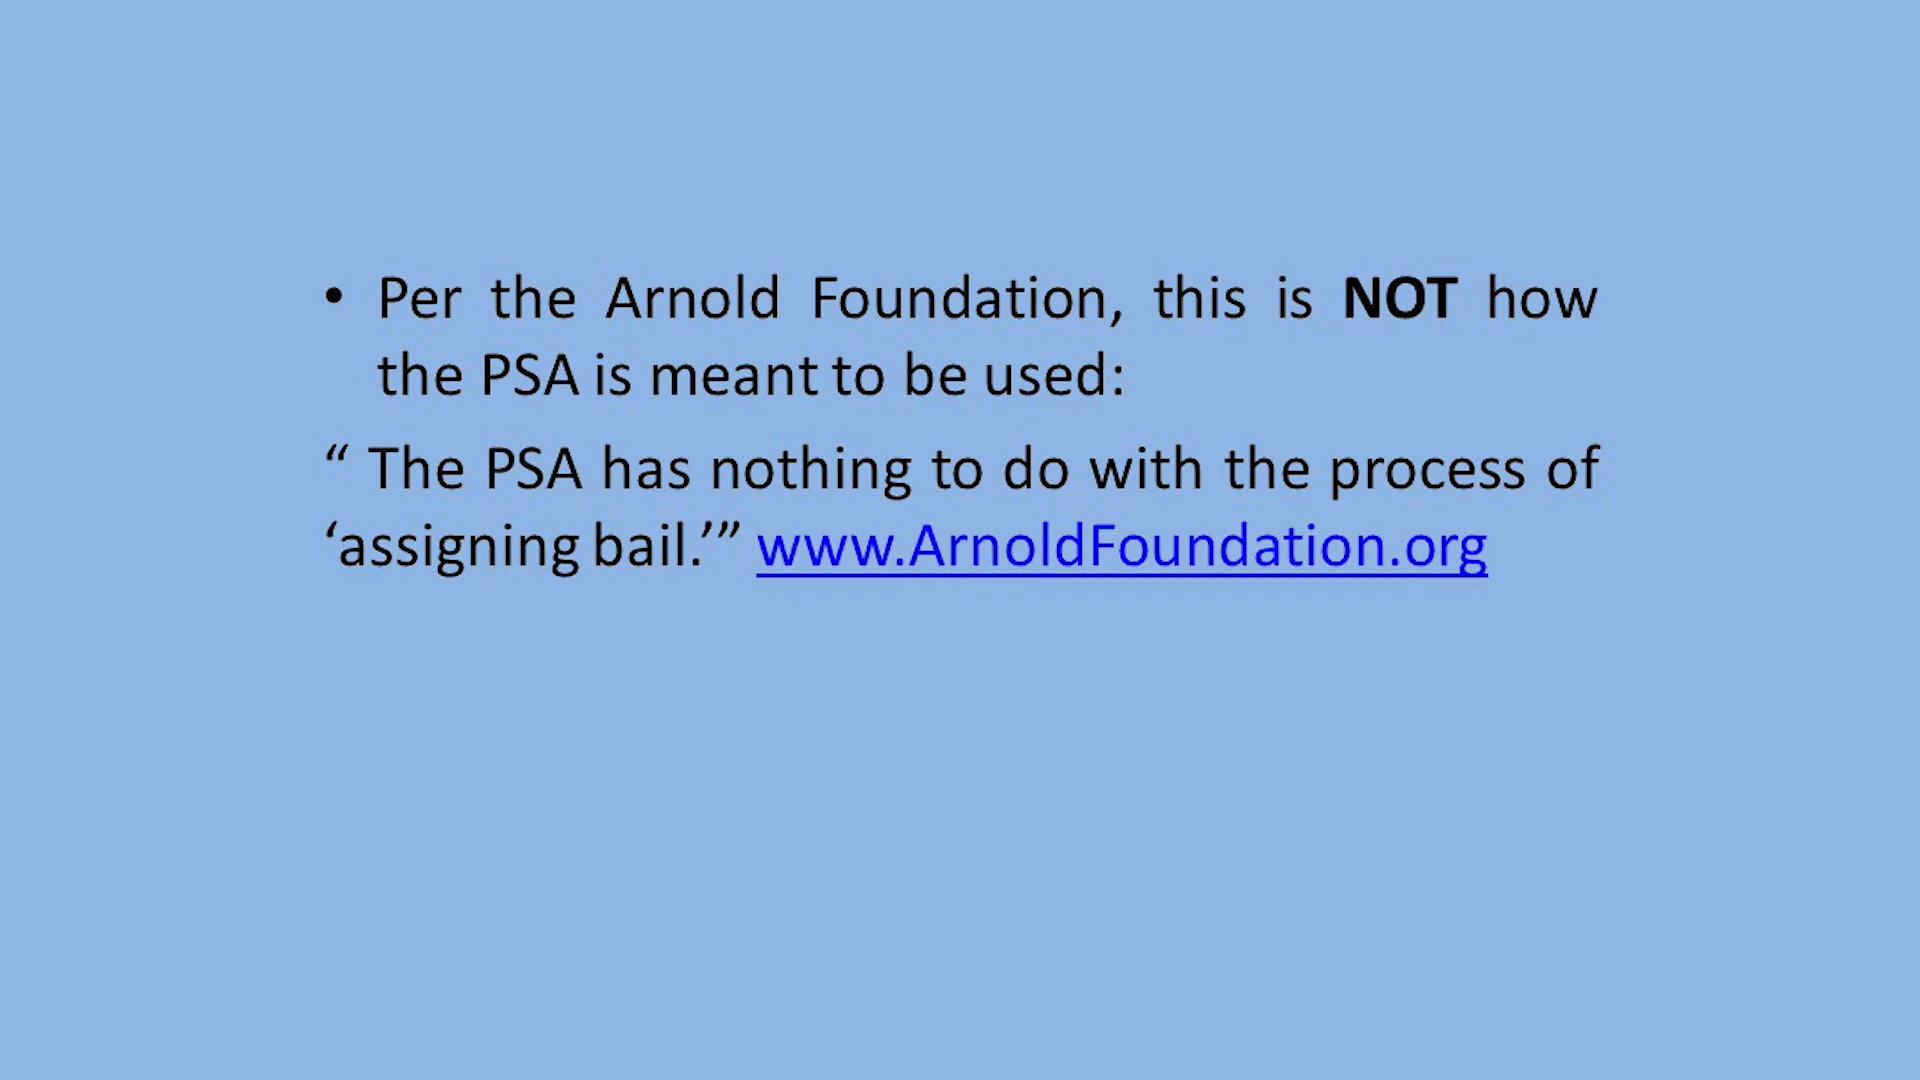 • Per the Arnold Foundation, this is NOT how
the PSA is meant to be used:
“ The PSA has nothing to do with the process of
‘assigning bail.’” www.ArnoldFoundation.org